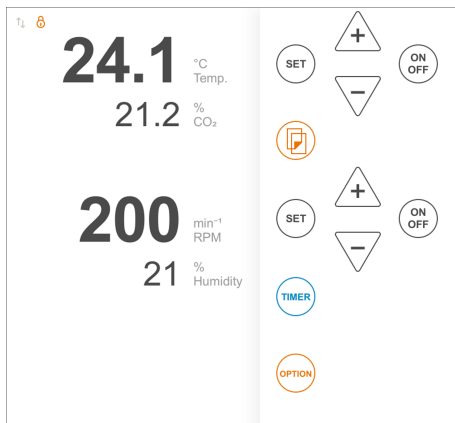 24.1 °C
Temp.
21.2 %
CO₂
SET
+
−
ON
OFF
200 min⁻¹
RPM
21 %
Humidity
SET
+
−
ON
OFF
TIMER
OPTION